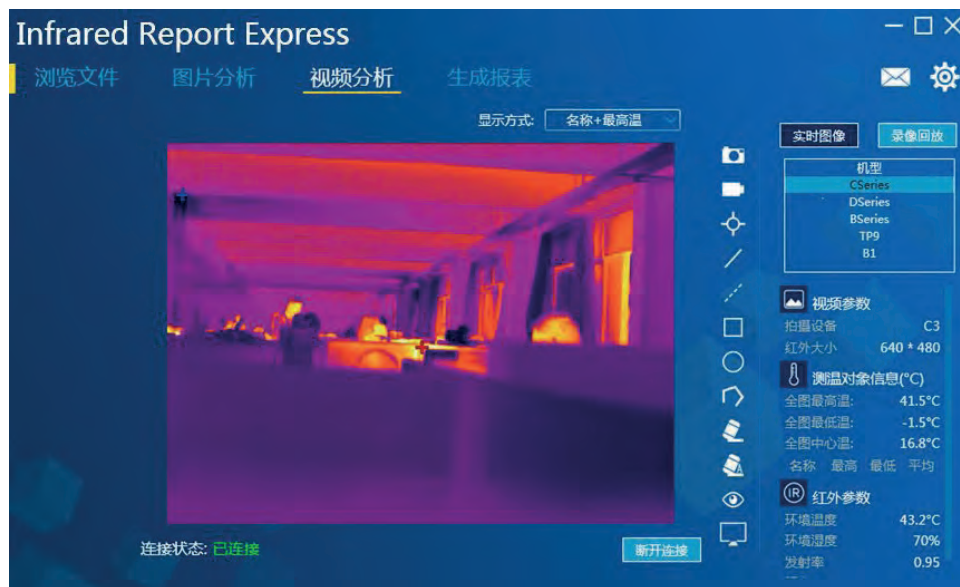 Infrared Report Express
浏览文件 图片分析 视频分析 生成报表
显示方式: 名称+最高温
实时图像 录像回放
机型
CSeries
DSeries
BSeries
TP9
B1
视频参数
拍摄设备 C3
红外大小 640 * 480
测温对象信息(°C)
全图最高温: 41.5°C
全图最低温: -1.5°C
全图中心温: 16.8°C
名称 最高 最低 平均
IR 红外参数
环境温度 43.2°C
环境湿度 70%
发射率 0.95
连接状态: 已连接 断开连接